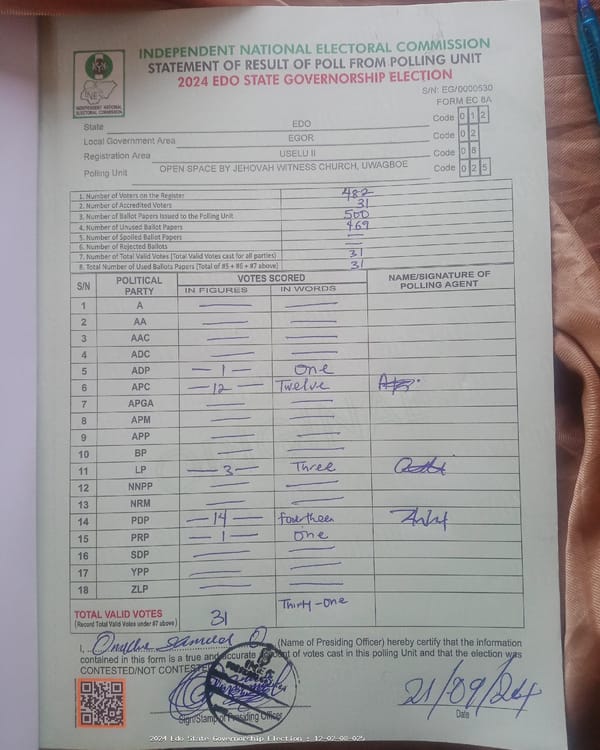 INDEPENDENT NATIONAL ELECTORAL COMMISSION
STATEMENT OF RESULT OF POLL FROM POLLING UNIT
2024 EDO STATE GOVERNORSHIP ELECTION
INEC
INDEPENDENT NATIONAL
ELECTORAL COMMISSION
S/N: EG/0000530
FORM EC 8A
State EDO Code 0 1 2
Local Government Area EGOR Code 0 2
Registration Area USELU II Code 0 8
Polling Unit OPEN SPACE BY JEHOVAH WITNESS CHURCH, UWAGBOE Code 0 2 5
1. Number of Voters on the Register 482
2. Number of Accredited Voters 31
3. Number of Ballot Papers Issued to the Polling Unit 500
4. Number of Unused Ballot Papers 469
5. Number of Spoiled Ballot Papers —
6. Number of Rejected Ballots —
7. Number of Total Valid Votes (Total Valid Votes cast for all parties) 31
8. Total Number of Used Ballots Papers (Total of #5 + #6 + #7 above) 31
S/N POLITICAL PARTY VOTES SCORED NAME/SIGNATURE OF POLLING AGENT
IN FIGURES IN WORDS
1 A — —
2 AA — —
3 AAC — —
4 ADC — —
5 ADP — 1 — One
6 APC — 12 — Twelve
7 APGA — —
8 APM — —
9 APP — —
10 BP — —
11 LP — 3 — Three
12 NNPP — —
13 NRM — —
14 PDP — 14 — fourtheen
15 PRP — 1 — one
16 SDP — —
17 YPP — —
18 ZLP — —
TOTAL VALID VOTES 31 Thirty-one
(Record Total Valid Votes under #7 above)
I, Samuel O (Name of Presiding Officer) hereby certify that the information
contained in this form is a true and accurate of votes cast in this polling Unit and that the election was
CONTESTED/NOT CONTESTED
21/09/24
Sign/Stamp of Presiding Officer Date
2024 Edo State Governorship Election : 12-02-08-025